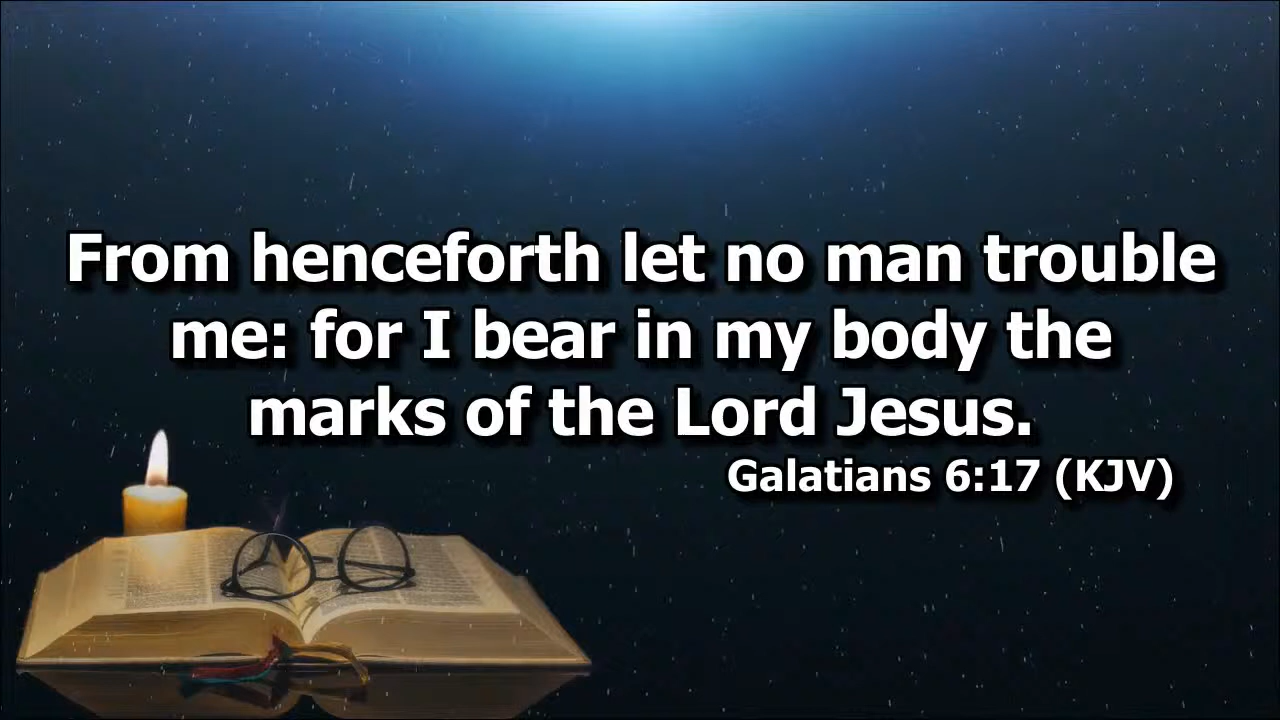 From henceforth let no man trouble
me: for I bear in my body the
marks of the Lord Jesus.
Galatians 6:17 (KJV)